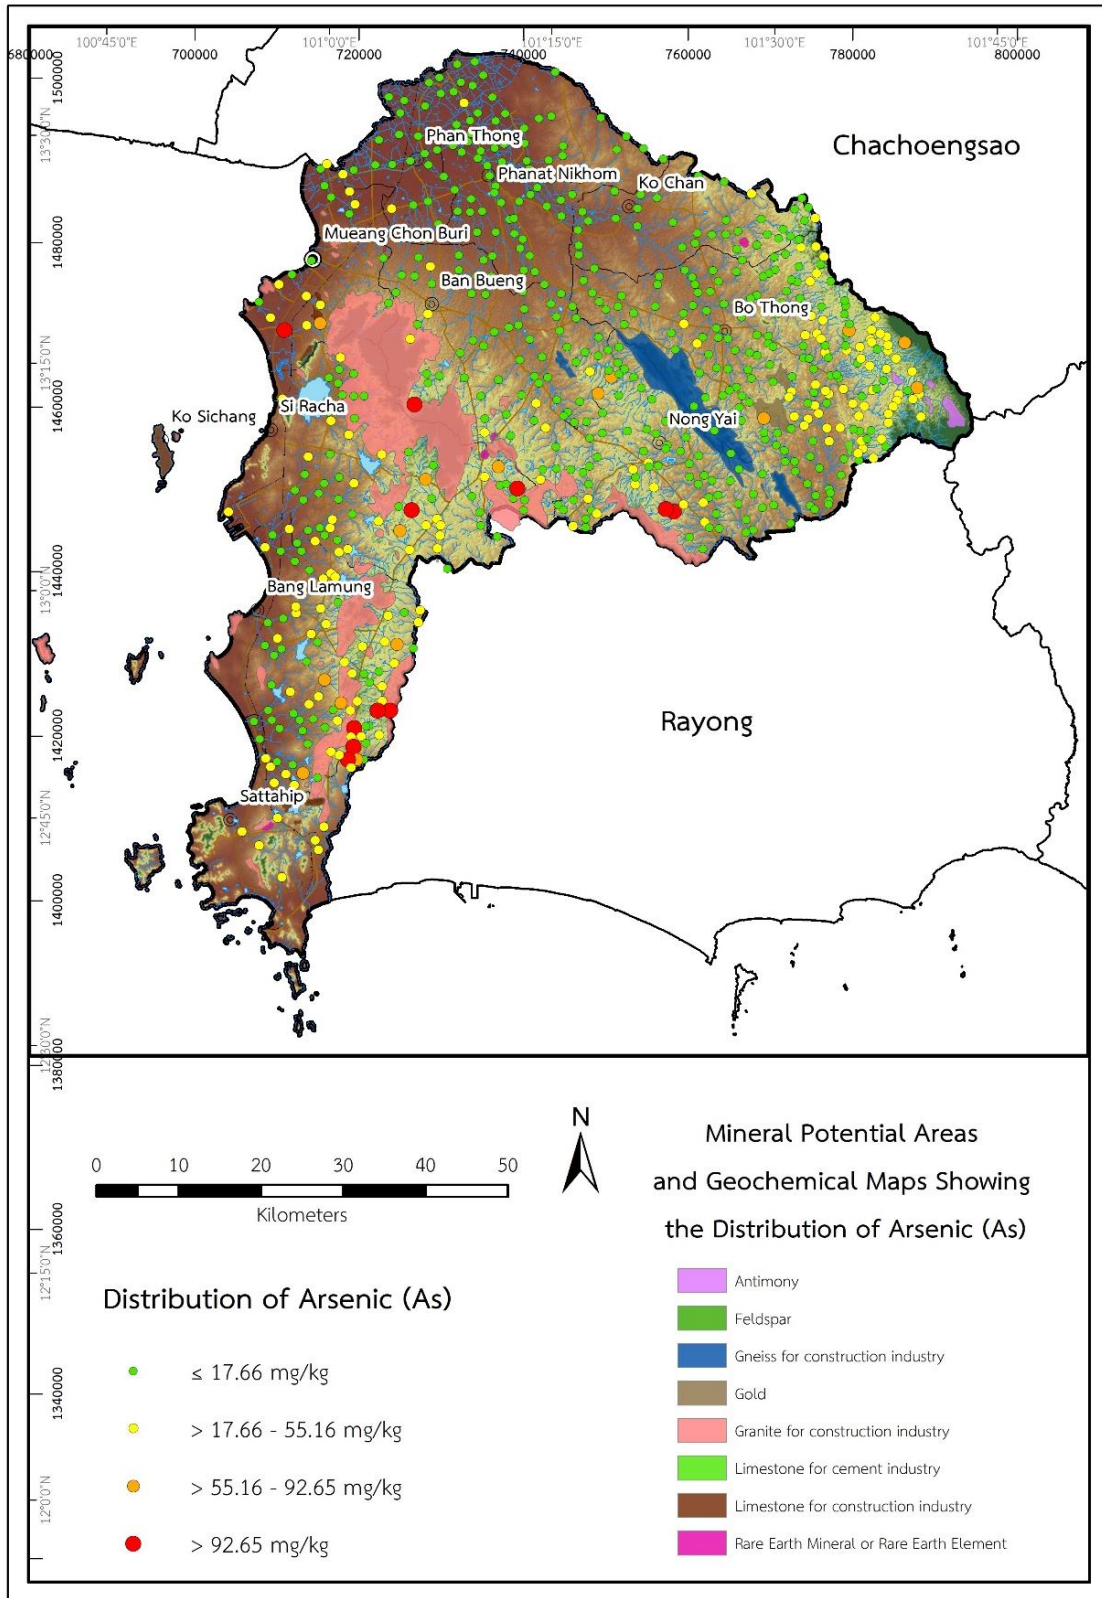 100°45'0"E 101°0'0"E 101°15'0"E 101°30'0"E 101°45'0"E
680000 700000 720000 740000 760000 780000 800000
1500000
13°30'0"N
1480000
13°15'0"N
1460000
1440000
13°0'0"N
1420000
12°45'0"N
1400000
12°30'0"N
1380000
1360000
12°15'0"N
1340000
12°0'0"N
Chachoengsao
Phan Thong
Phanat Nikhom
Ko Chan
Mueang Chon Buri
Ban Bueng
Bo Thong
Ko Sichang
Si Racha
Nong Yai
Bang Lamung
Rayong
Sattahip
0 10 20 30 40 50
Kilometers
N
Distribution of Arsenic (As)
≤ 17.66 mg/kg
> 17.66 - 55.16 mg/kg
> 55.16 - 92.65 mg/kg
> 92.65 mg/kg
Mineral Potential Areas
and Geochemical Maps Showing
the Distribution of Arsenic (As)
Antimony
Feldspar
Gneiss for construction industry
Gold
Granite for construction industry
Limestone for cement industry
Limestone for construction industry
Rare Earth Mineral or Rare Earth Element